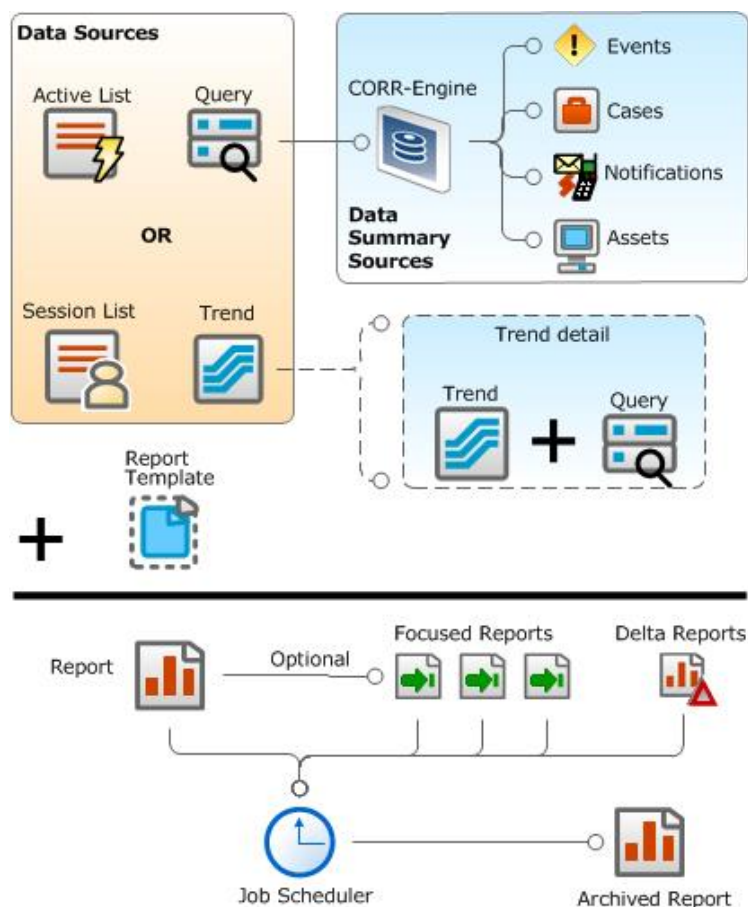 Data Sources
Active List
Query
OR
Session List
Trend
CORR-Engine
Data
Summary
Sources
Events
Cases
Notifications
Assets
Trend detail
Trend
+
Query
Report
Template
+
Report
Optional
Focused Reports
Delta Reports
Job Scheduler
Archived Report